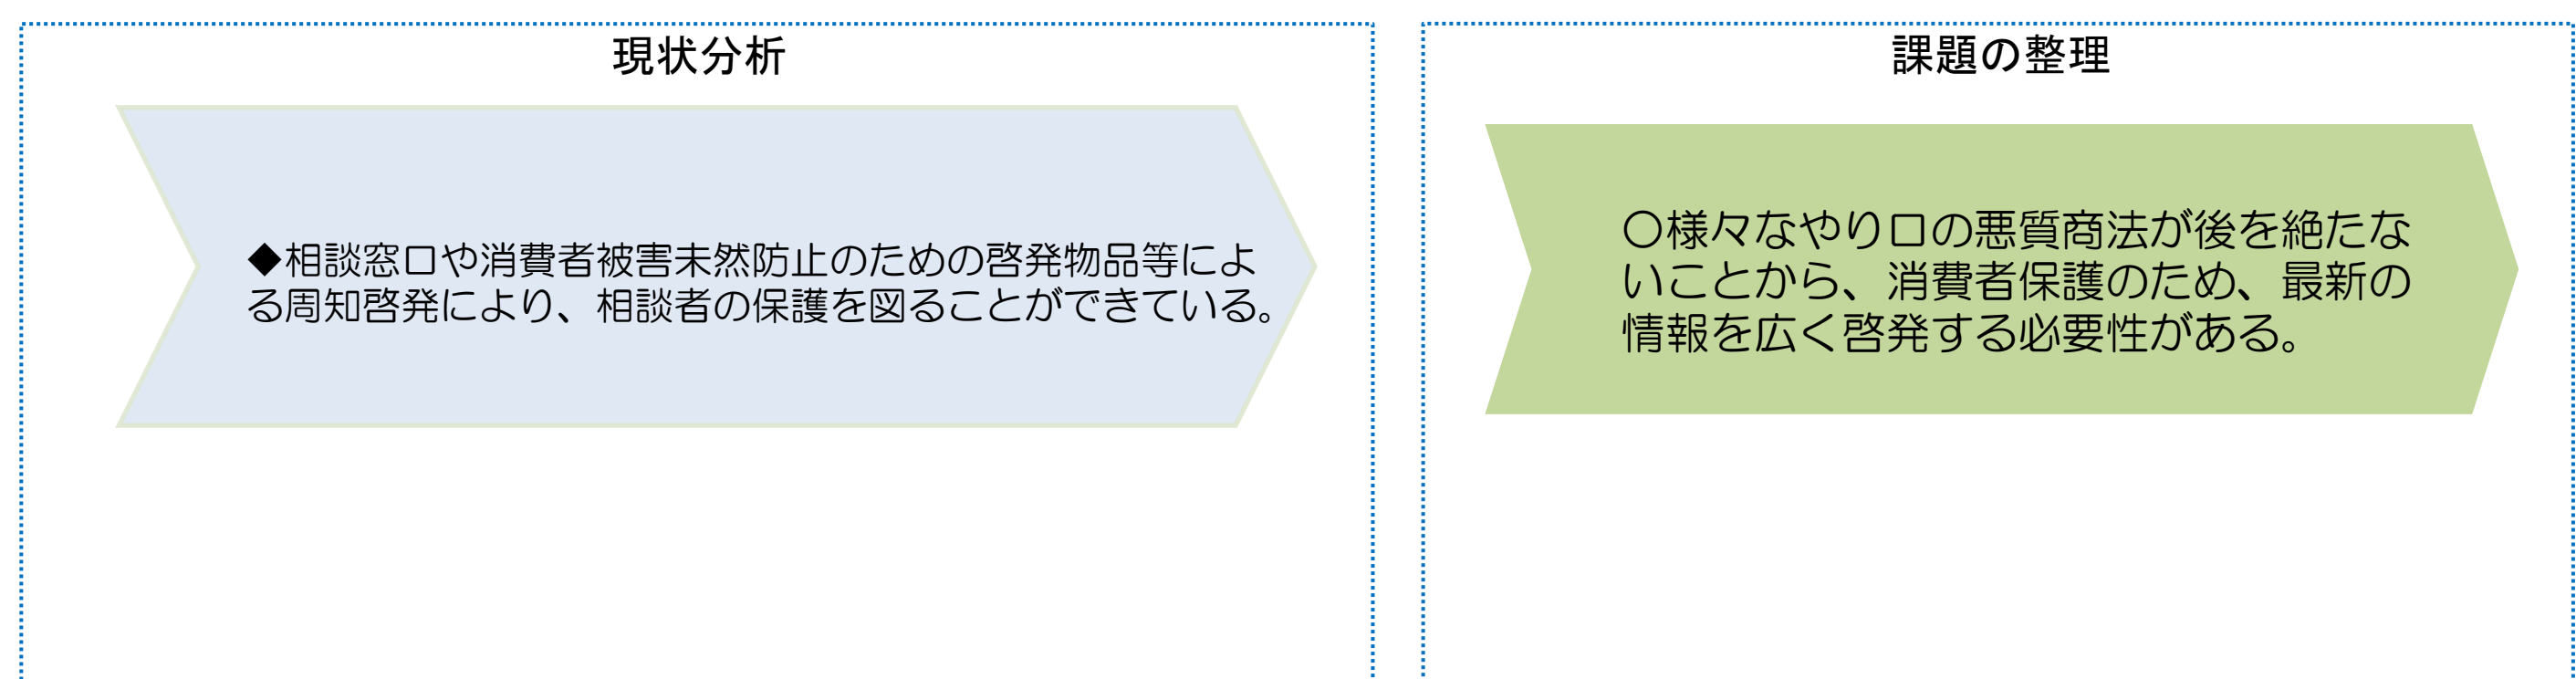 現状分析
◆相談窓口や消費者被害未然防止のための啓発物品等によ
る周知啓発により、相談者の保護を図ることができている。
課題の整理
〇様々なやり口の悪質商法が後を絶たな
いことから、消費者保護のため、最新の
情報を広く啓発する必要性がある。